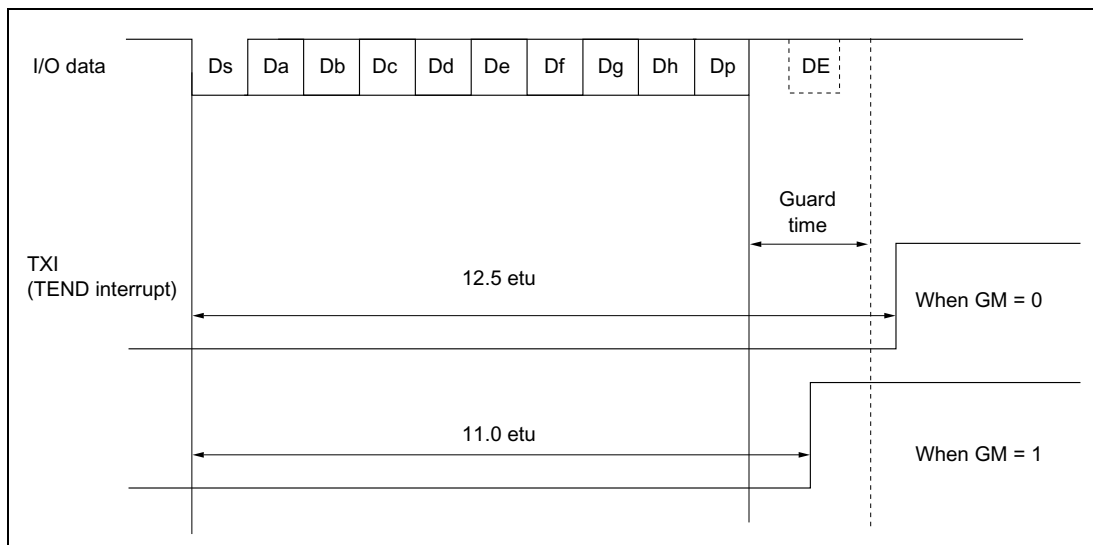 I/O data
Ds Da Db Dc Dd De Df Dg Dh Dp DE
Guard
time
TXI
(TEND interrupt)
12.5 etu
When GM = 0
11.0 etu
When GM = 1